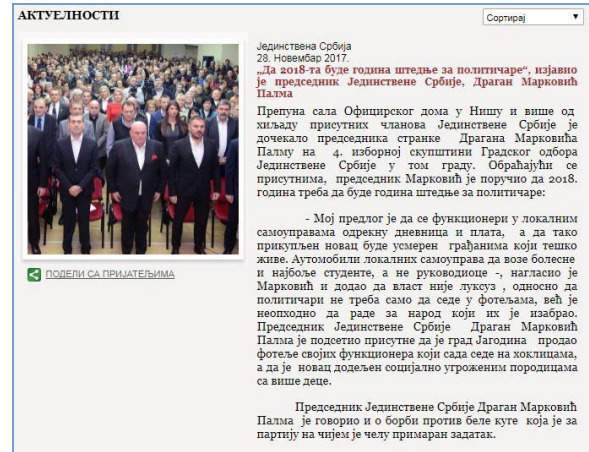 АКТУЕЛНОСТИ
Сортирај
Јединствена Србија
28. Новембар 2017.
„Да 2018-та буде година штедње за политичаре“, изјавио
је председник Јединствене Србије, Драган Марковић
Палма
Препуна сала Официрског дома у Нишу и више од
хиљаду присутних чланова Јединствене Србије је
дочекало председника странке Драгана Марковића
Палму на 4. изборној скупштини Градског одбора
Јединствене Србије у том граду. Обраћајући се
присутнима, председник Марковић је поручио да 2018.
година треба да буде година штедње за политичаре:
- Мој предлог је да се функционери у локалним
самоуправама одрекну дневница и плата, а да тако
прикупљен новац буде усмерен грађанима који тешко
живе. Аутомобили локалних самоуправа да возе болесне
и најбоље студенте, а не руководиоце -, нагласио је
Марковић и додао да власт није луксуз , односно да
политичари не треба само да седе у фотељама, већ је
неопходно да раде за народ који их је изабрао.
Председник Јединствене Србије Драган Марковић
Палма је подсетио присутне да је град Јагодина продао
фотеље својих функционера који сада седе на хоклицама,
а да је новац додељен социјално угроженим породицама
са више деце.
Председник Јединствене Србије Драган Марковић
Палма је говорио и о борби против беле куге која је за
партију на чијем је челу примаран задатак.
ПОДЕЛИ СА ПРИЈАТЕЉИМА